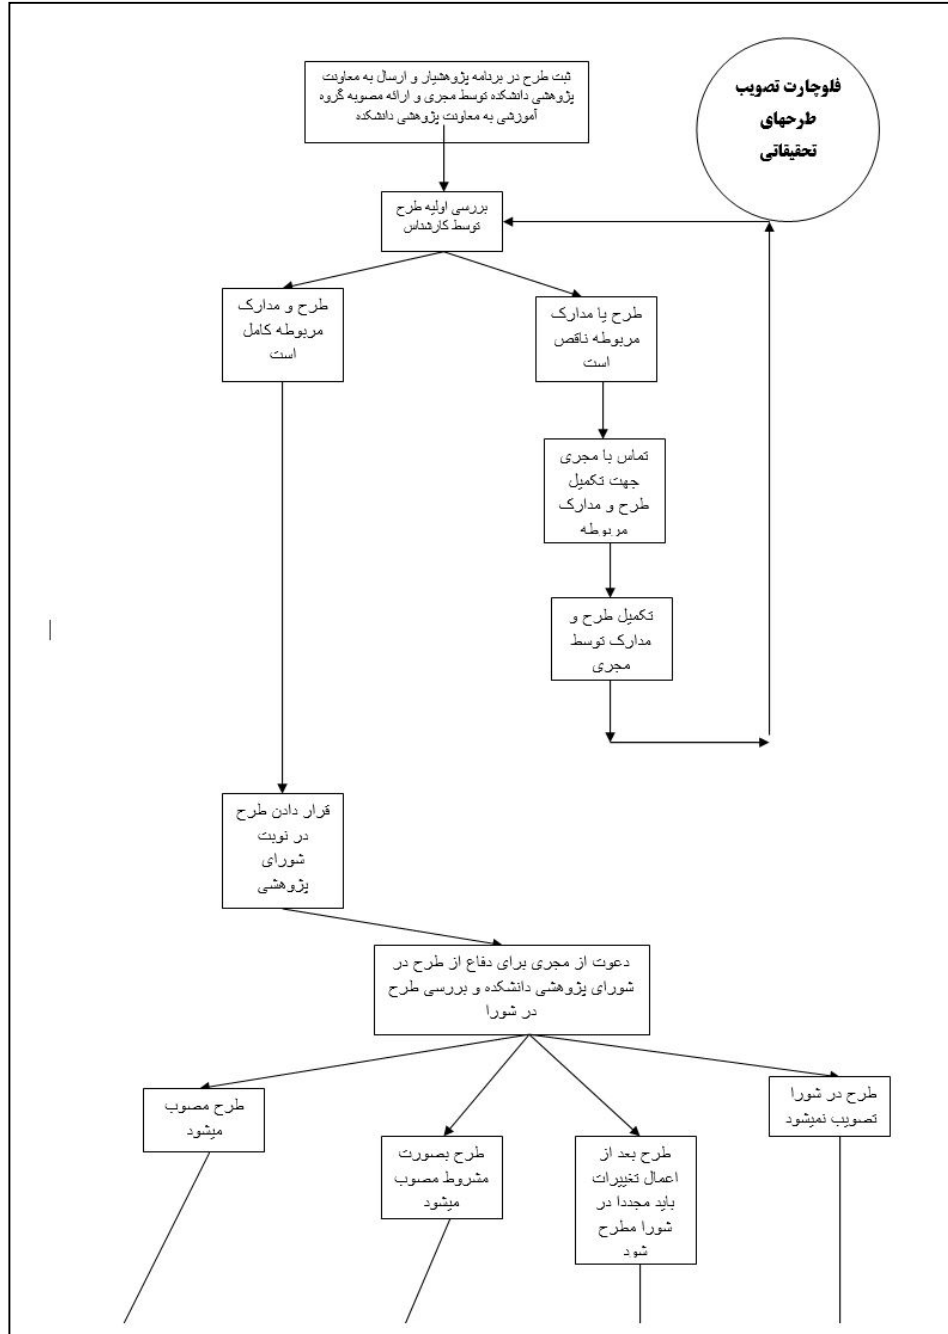 فلوچارت تصویب
طرحهای
تحقیقاتی
ثبت طرح در برنامه پژوهشیار و ارسال به معاونت
پژوهشی دانشکده توسط مجری و ارائه مصوبه گروه
آموزشی به معاونت پژوهشی دانشکده
بررسی اولیه طرح
توسط کارشناس
طرح یا مدارک
مربوطه ناقص
است
طرح و مدارک
مربوطه کامل
است
تماس با مجری
جهت تکمیل
طرح و مدارک
مربوطه
تکمیل طرح و
مدارک توسط
مجری
قرار دادن طرح
در نوبت
شورای
پژوهشی
دعوت از مجری برای دفاع از طرح در
شورای پژوهشی دانشکده و بررسی طرح
در شورا
طرح در شورا
تصویب نمیشود
طرح بعد از
اعمال تغییرات
باید مجددا در
شورا مطرح
شود
طرح بصورت
مشروط مصوب
میشود
طرح مصوب
میشود